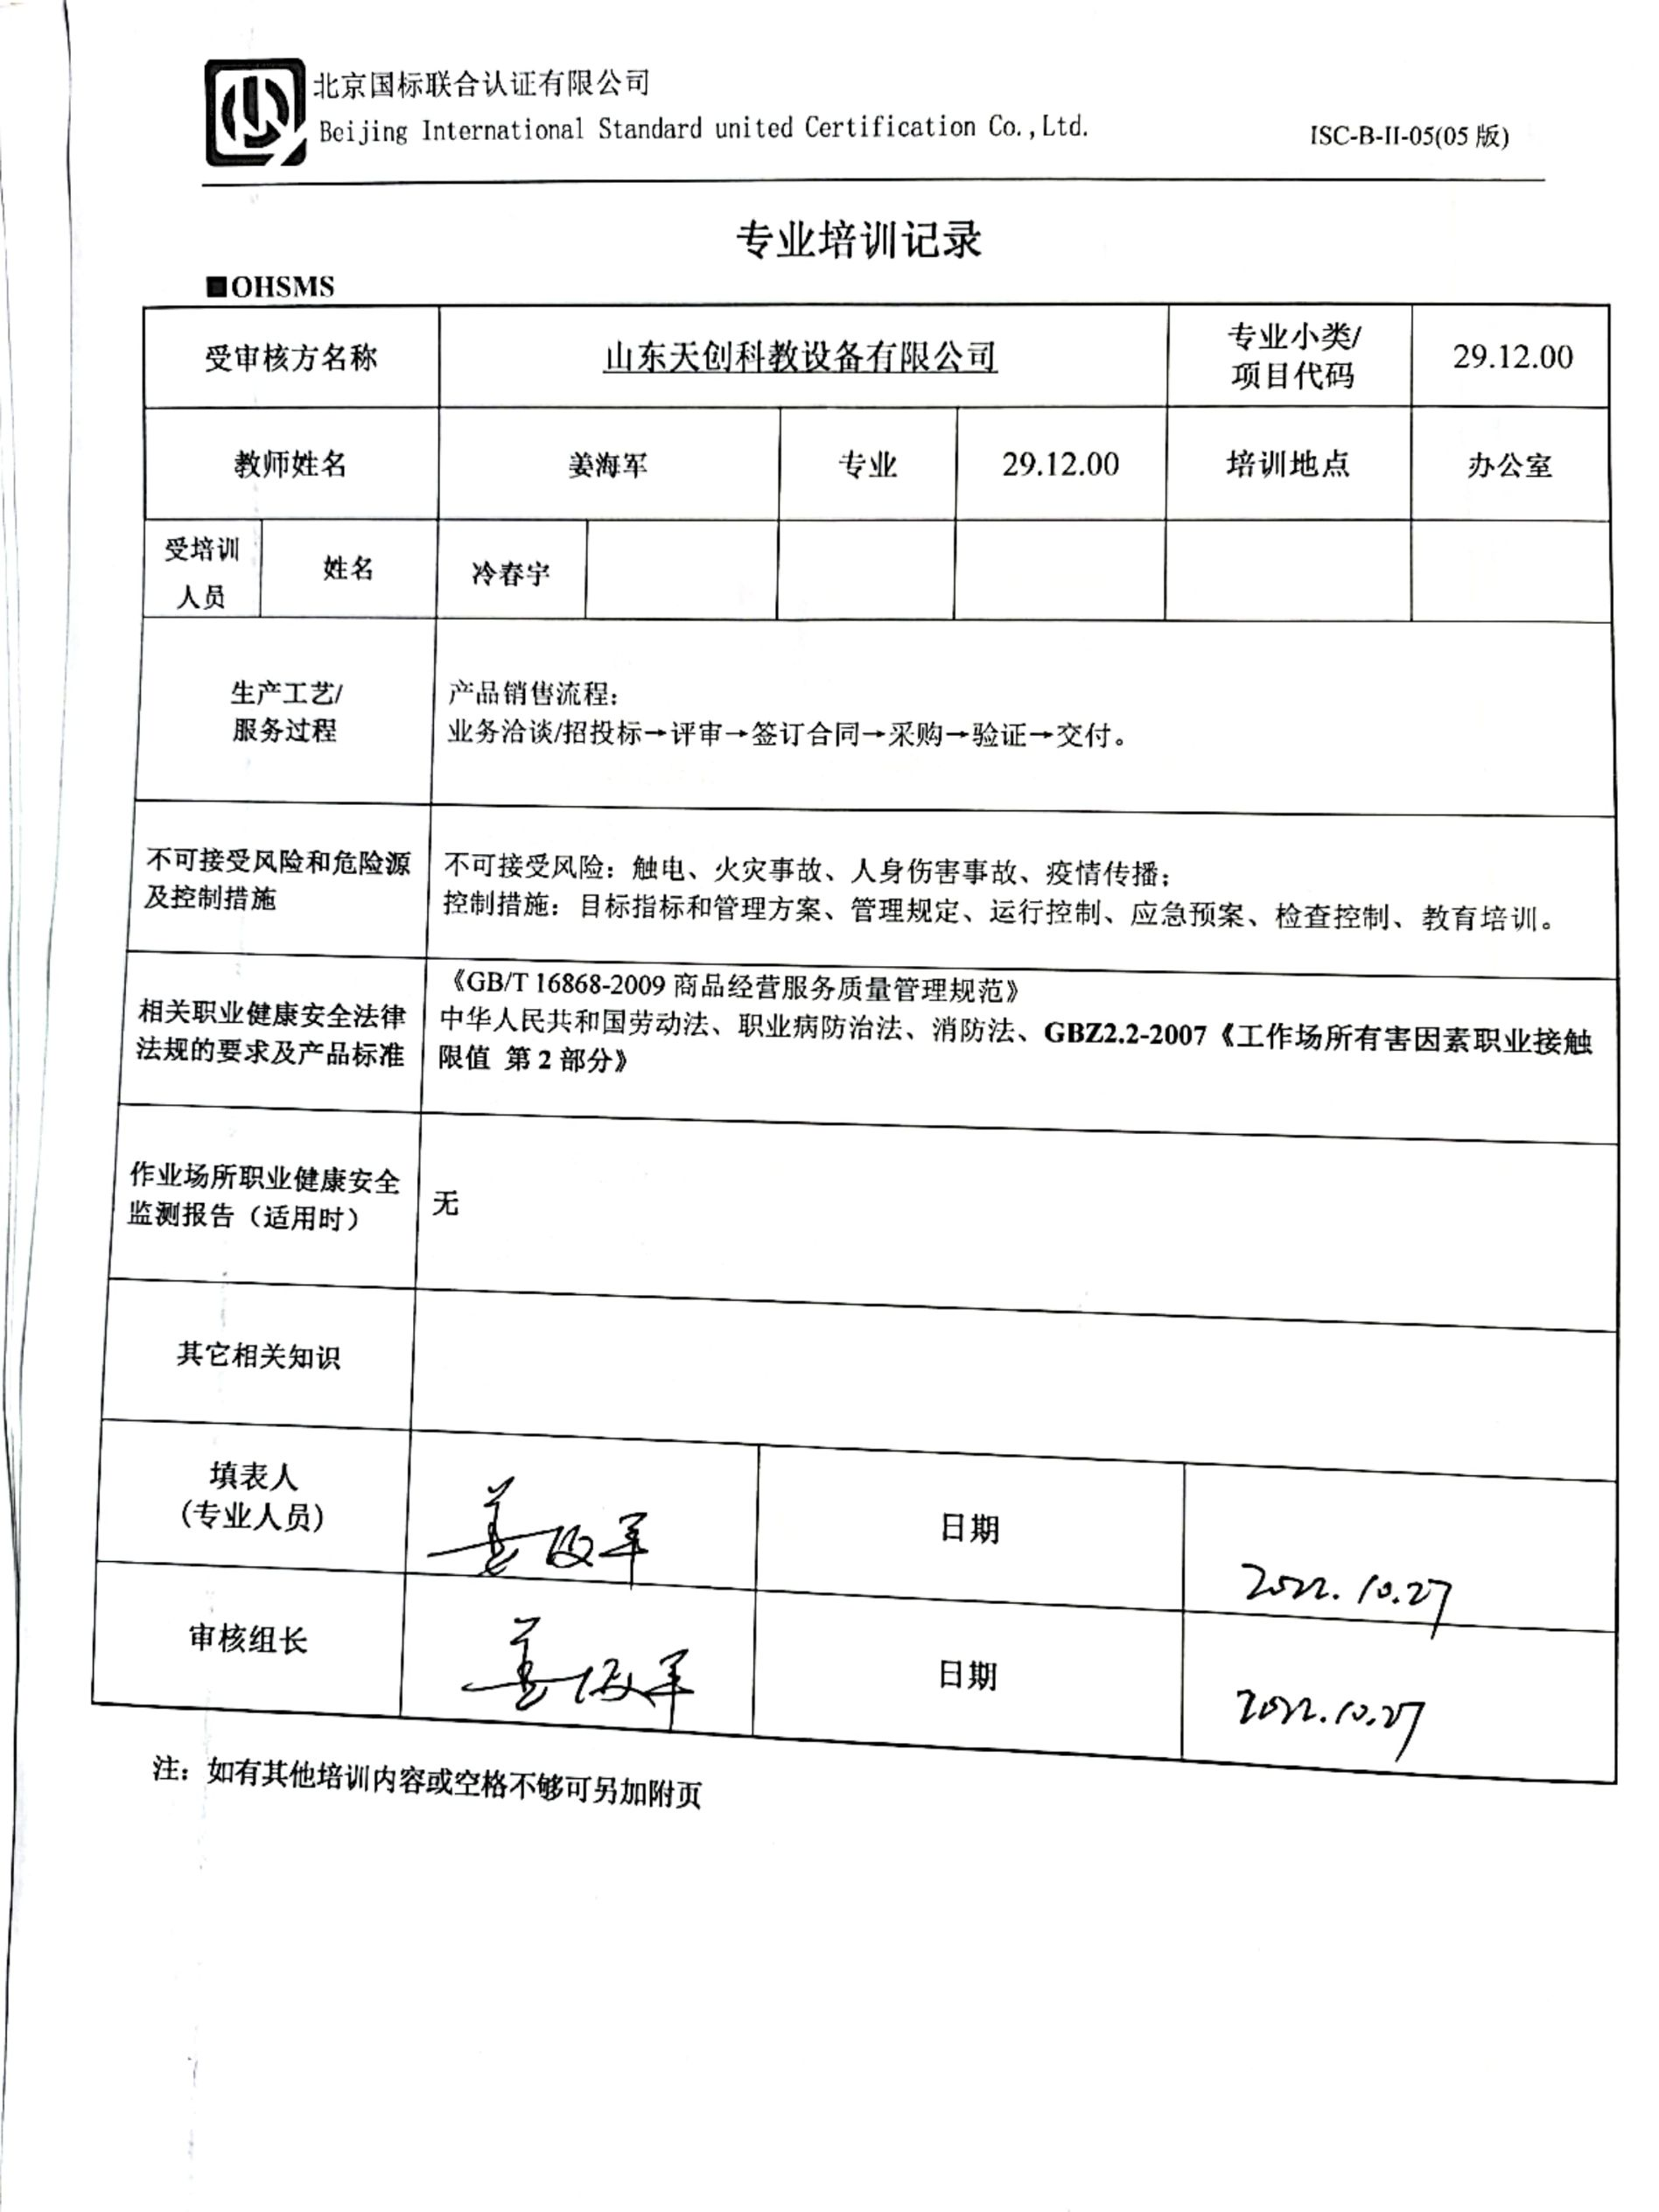 北京国标联合认证有限公司
Beijing International Standard united Certification Co.,Ltd.
ISC-B-II-05(05 版)
专业培训记录
■OHSMS
受审核方名称
山东天创科教设备有限公司
专业小类/
项目代码
29.12.00
教师姓名
姜海军
专业
29.12.00
培训地点
办公室
受培训
人员
姓名
冷春宇
生产工艺/
服务过程
产品销售流程：
业务洽谈/招投标→评审→签订合同→采购→验证→交付。
不可接受风险和危险源
及控制措施
不可接受风险：触电、火灾事故、人身伤害事故、疫情传播；
控制措施：目标指标和管理方案、管理规定、运行控制、应急预案、检查控制、教育培训。
相关职业健康安全法律
法规的要求及产品标准
《GB/T 16868-2009 商品经营服务质量管理规范》
中华人民共和国劳动法、职业病防治法、消防法、GBZ2.2-2007《工作场所有害因素职业接触
限值 第 2 部分》
作业场所职业健康安全
监测报告（适用时）
无
其它相关知识
填表人
(专业人员)
姜海军
日期
2022.10.27
审核组长
姜海军
日期
2022.10.27
注：如有其他培训内容或空格不够可另加附页